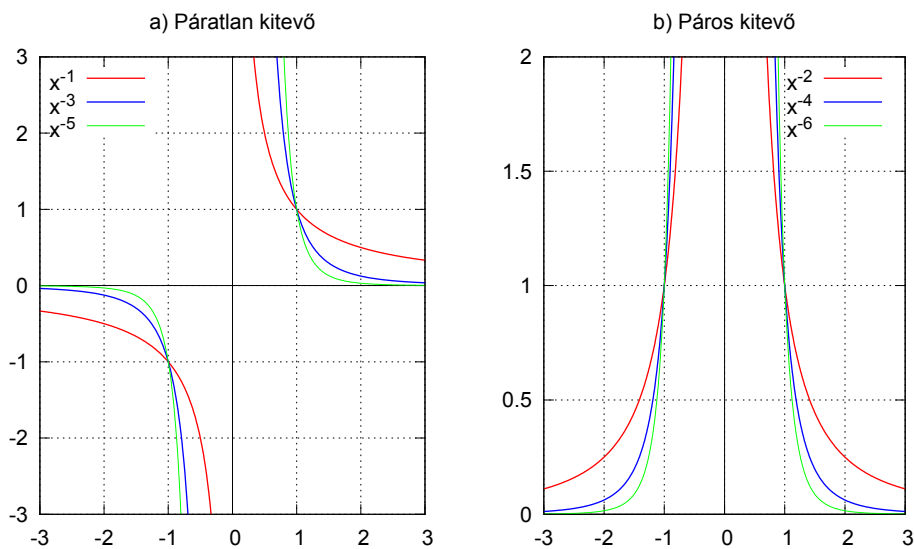 a) Páratlan kitevő
x-1
x-3
x-5
3
2
1
0
-1
-2
-3
-3 -2 -1 0 1 2 3
b) Páros kitevő
x-2
x-4
x-6
2
1.5
1
0.5
0
-3 -2 -1 0 1 2 3